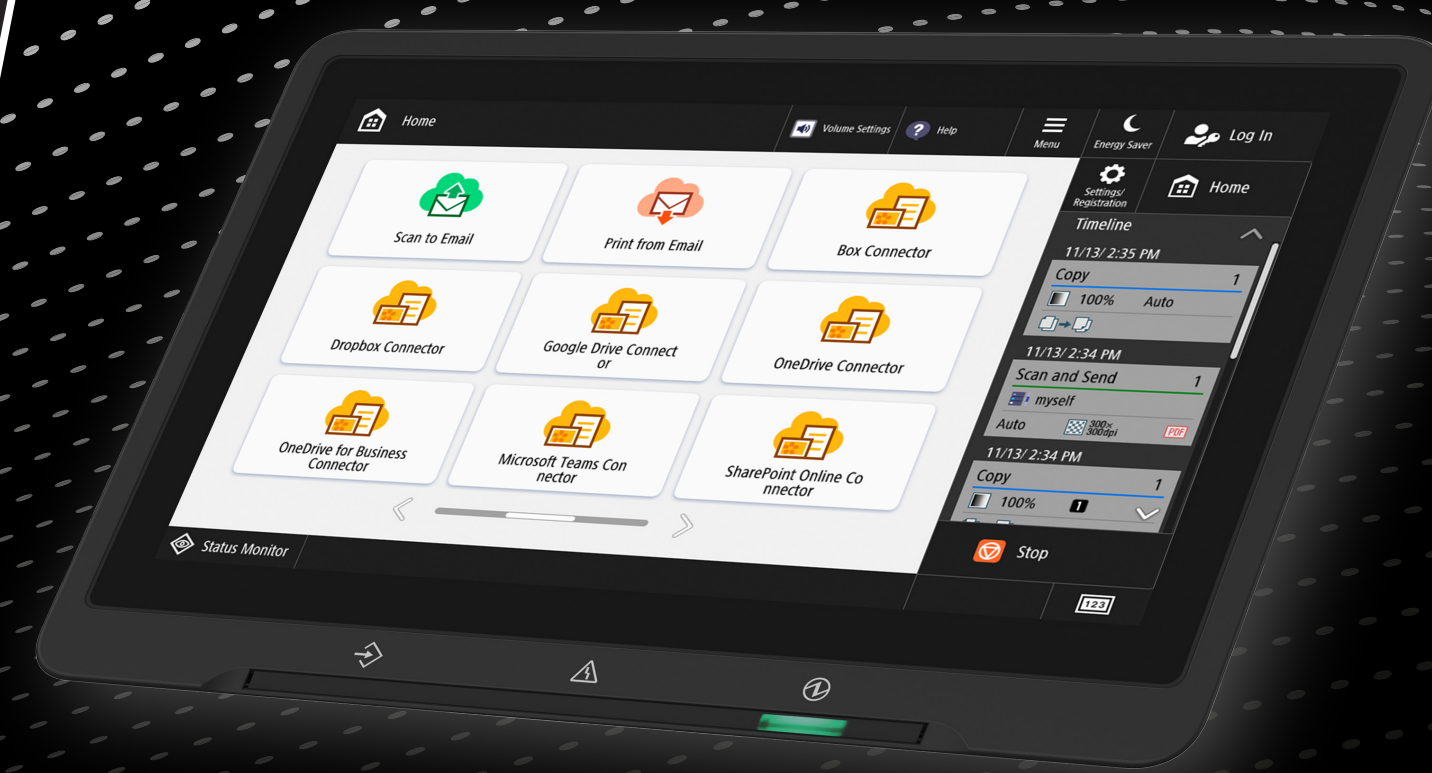 Home
Volume Settings
Help
Menu
Energy Saver
Log In
Settings/
Registration
Home
Scan to Email
Print from Email
Box Connector
Dropbox Connector
Google Drive Connect
or
OneDrive Connector
OneDrive for Business
Connector
Microsoft Teams Con
nector
SharePoint Online Co
nnector
Timeline
11/13/ 2:35 PM
Copy 1
100% Auto
11/13/ 2:34 PM
Scan and Send 1
myself
Auto 300×
300dpi PDF
11/13/ 2:34 PM
Copy 1
100% 1
Stop
Status Monitor
123